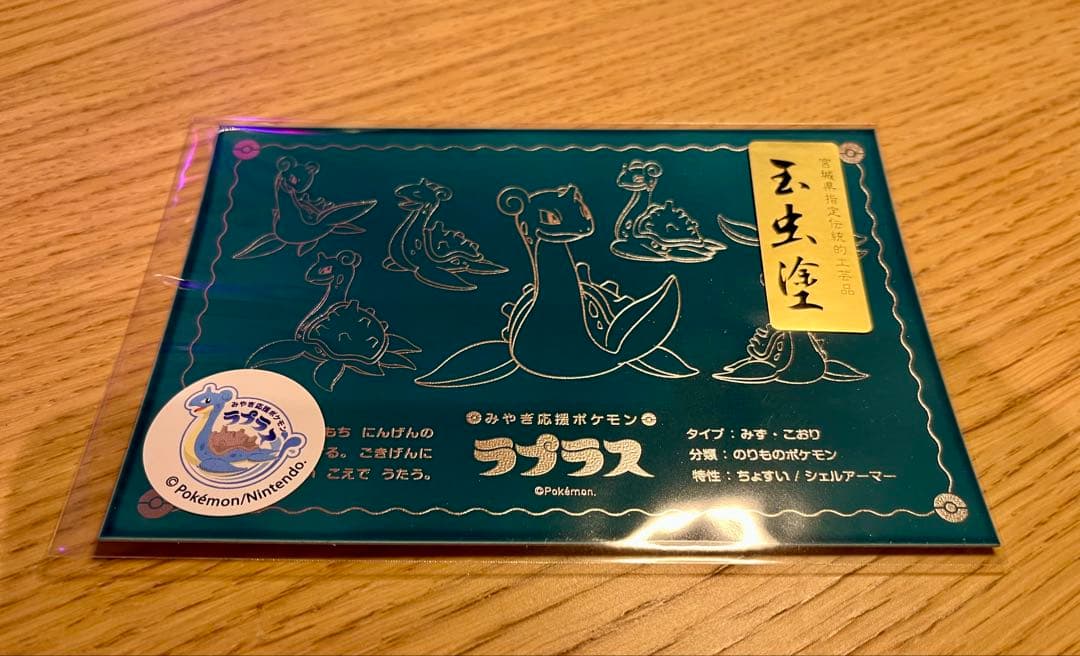 玉虫塗
宮城県指定伝統的工芸品
みやぎ応援ポケモン
ラプラス
©Pokémon.
もち にんげんの
る。ごきげんに
こえで うたう。
タイプ：みず・こおり
分類：のりものポケモン
特性：ちょすい / シェルアーマー
みやぎ応援ポケモン
ラプラス
©Pokémon/Nintendo.